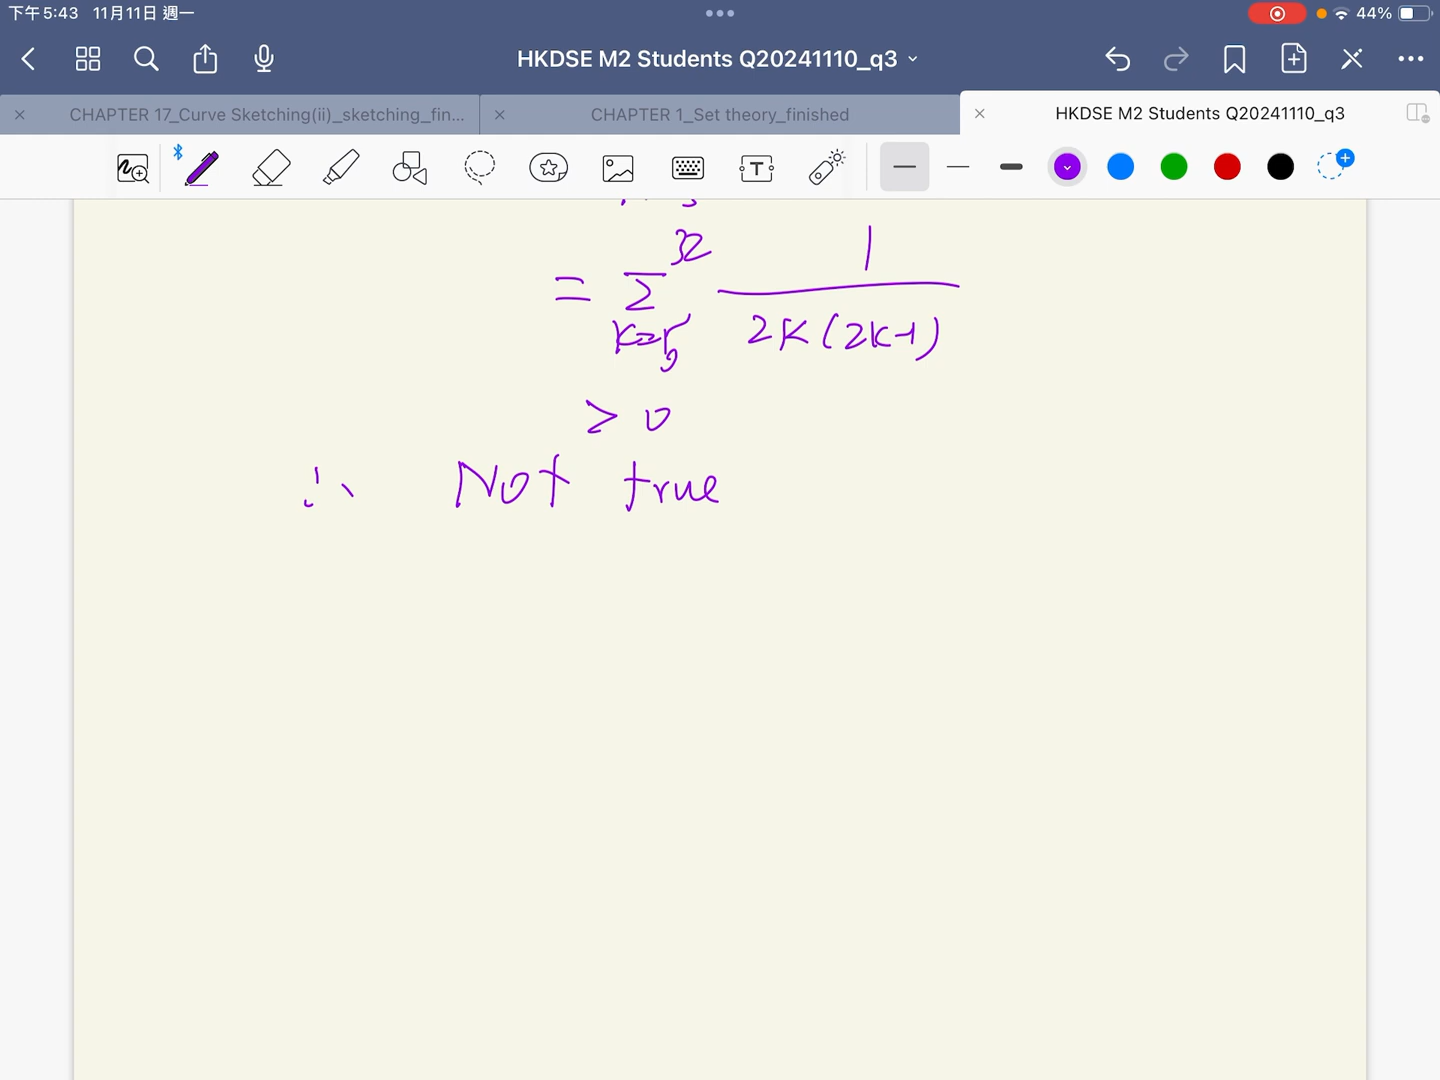 下午5:43 11月11日 週一
44%
HKDSE M2 Students Q20241110_q3
CHAPTER 17_Curve Sketching(ii)_sketching_fin...
CHAPTER 1_Set theory_finished
HKDSE M2 Students Q20241110_q3
32
= Σ 1
k=5 2k(2k-1)
> 0
∴ Not true